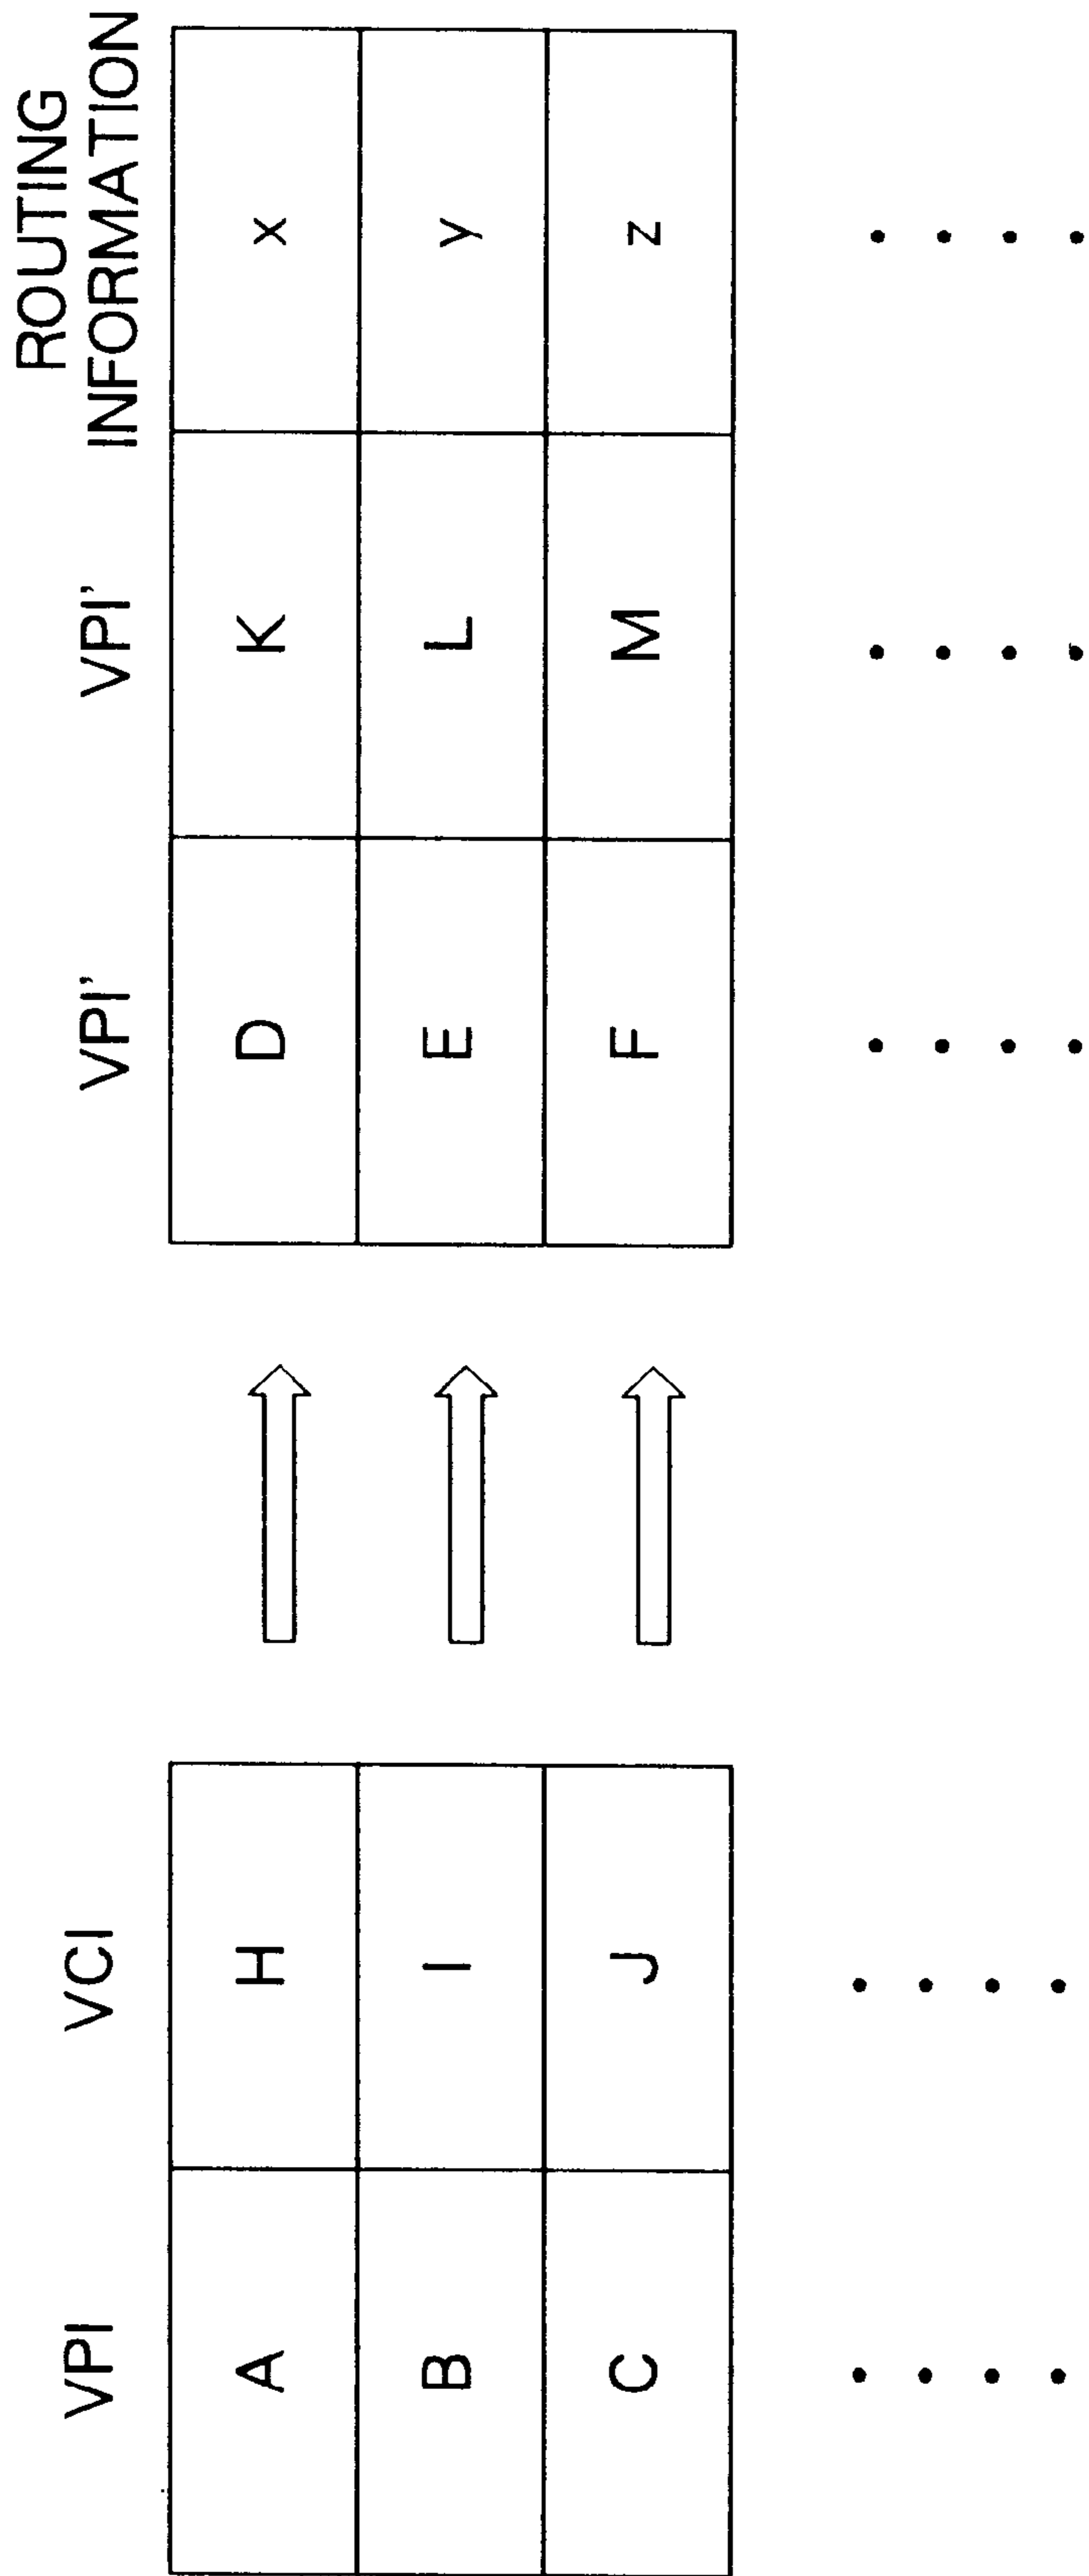 VPI VCI VPI' VPI' ROUTING
INFORMATION
A H D K x
B I E L y
C J F M z